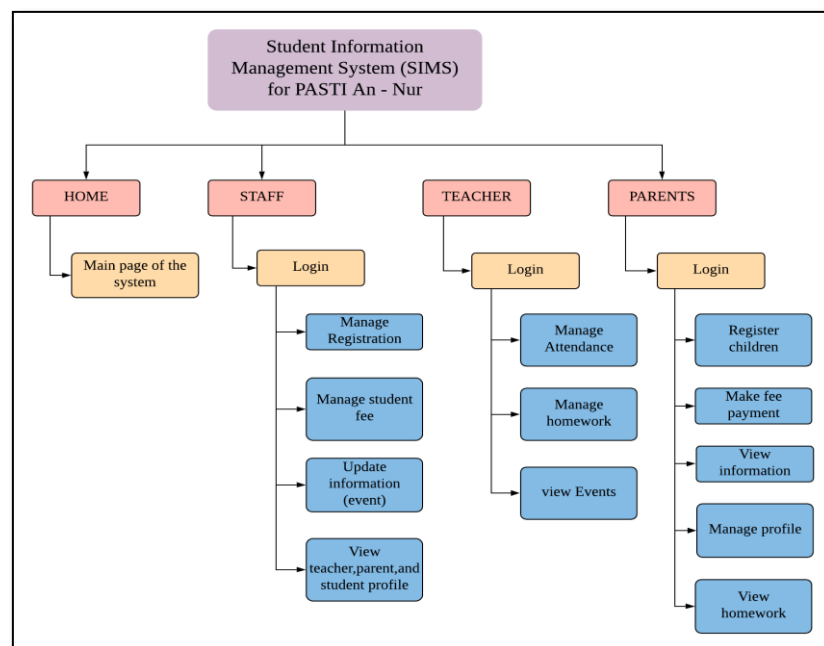 Student Information
Management System (SIMS)
for PASTI An - Nur
HOME
STAFF
TEACHER
PARENTS
Main page of the
system
Login
Login
Login
Manage
Registration
Manage student
fee
Update
information
(event)
View
teacher,parent,and
student profile
Manage
Attendance
Manage
homework
view Events
Register
children
Make fee
payment
View
information
Manage profile
View
homework